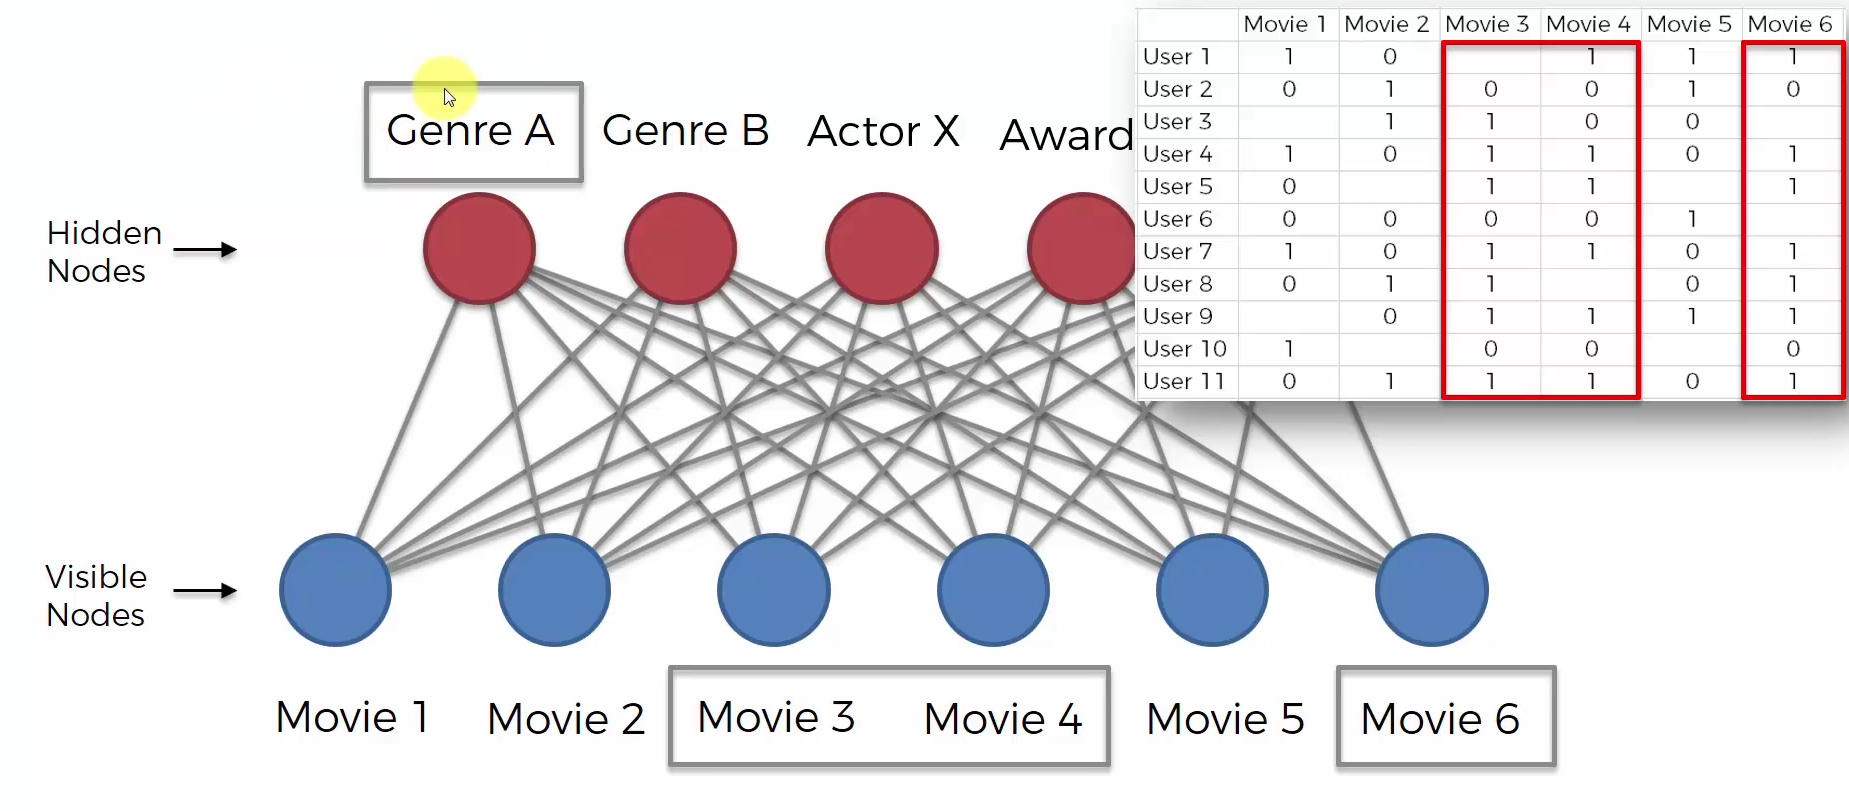 Movie 1 Movie 2 Movie 3 Movie 4 Movie 5 Movie 6
User 1 1 0 1 1 1
User 2 0 1 0 0 1 0
User 3 1 1 0 0
User 4 1 0 1 1 0 1
User 5 0 1 1 1
User 6 0 0 0 0 1
User 7 1 0 1 1 0 1
User 8 0 1 1 0 1
User 9 0 1 1 1 1
User 10 1 0 0 0
User 11 0 1 1 1 0 1
Genre A Genre B Actor X Award
Hidden
Nodes
Visible
Nodes
Movie 1 Movie 2 Movie 3 Movie 4 Movie 5 Movie 6